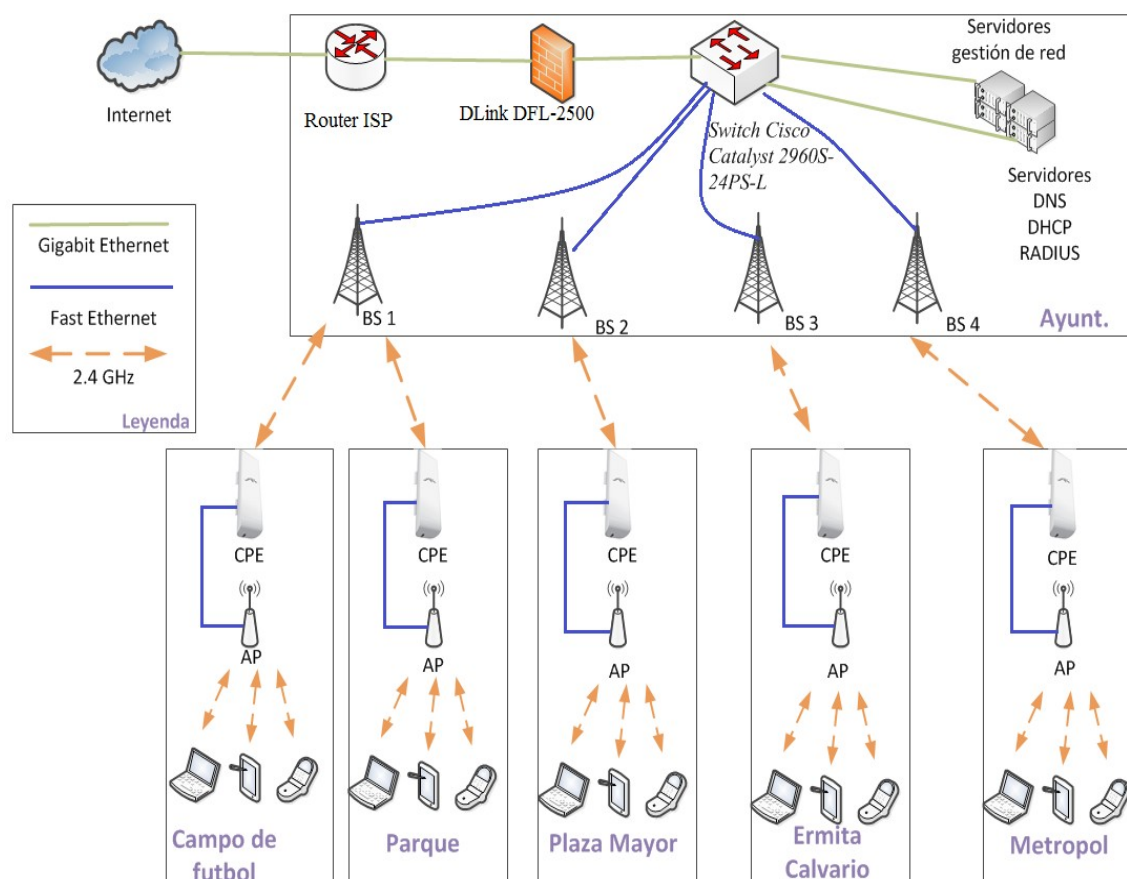 Internet
Router ISP
DLink DFL-2500
Servidores
gestión de red
Switch Cisco
Catalyst 2960S-
24PS-L
Servidores
DNS
DHCP
RADIUS
Gigabit Ethernet
Fast Ethernet
2.4 GHz
Leyenda
BS 1
BS 2
BS 3
BS 4
Ayunt.
CPE
AP
Campo de
futbol
CPE
AP
Parque
CPE
AP
Plaza Mayor
CPE
AP
Ermita
Calvario
CPE
AP
Metropol